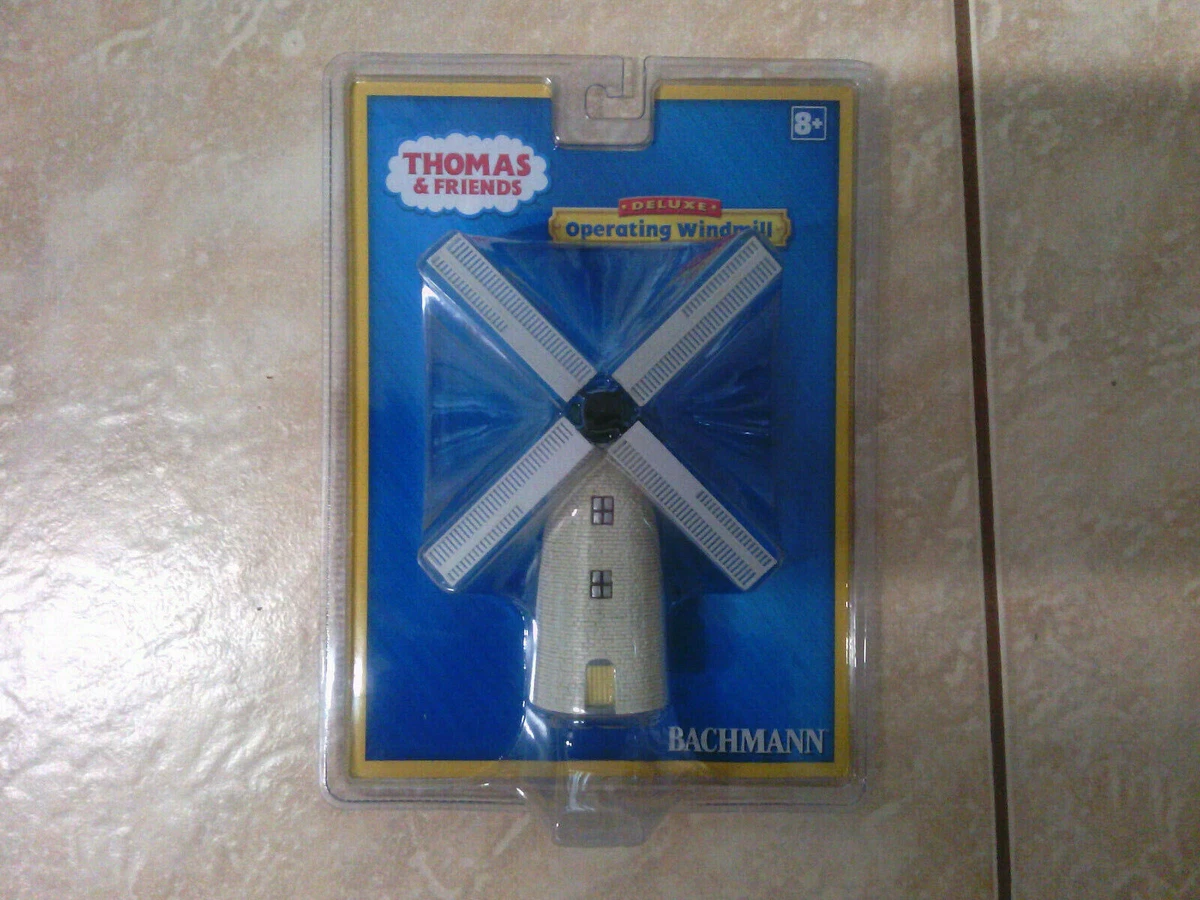 8+
THOMAS
& FRIENDS
DELUXE
Operating Windmill
BACHMANN